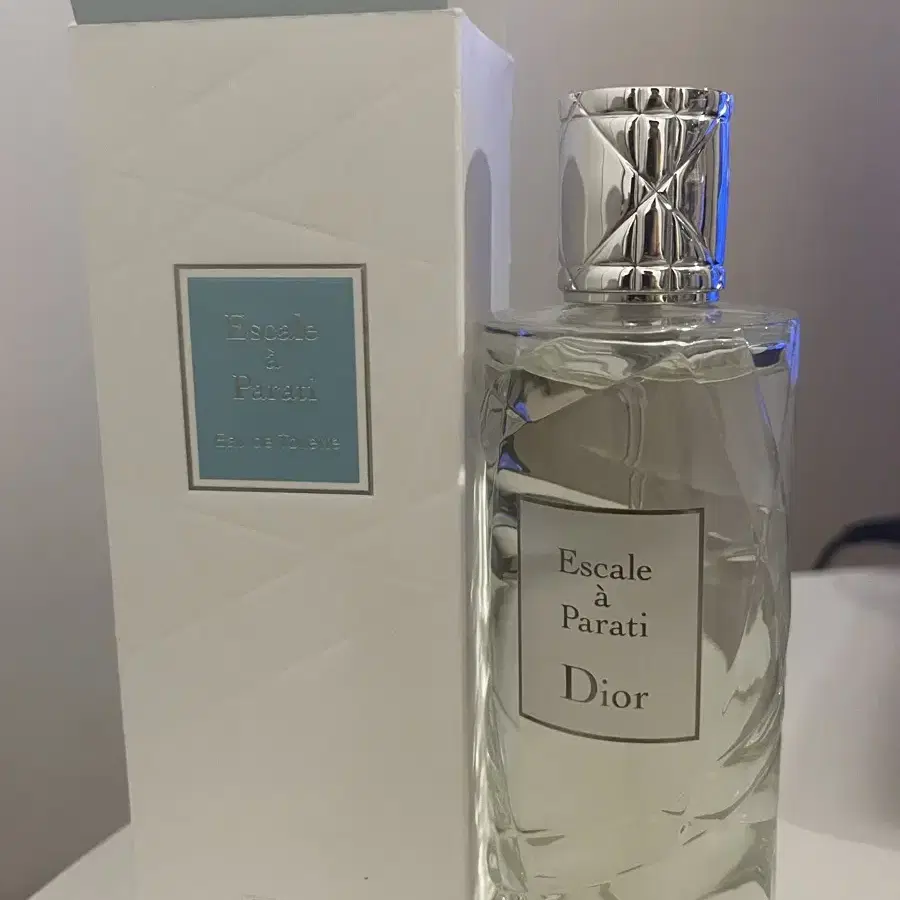 Escale
à
Parati
Eau de Toilette
Escale
à
Parati
Dior